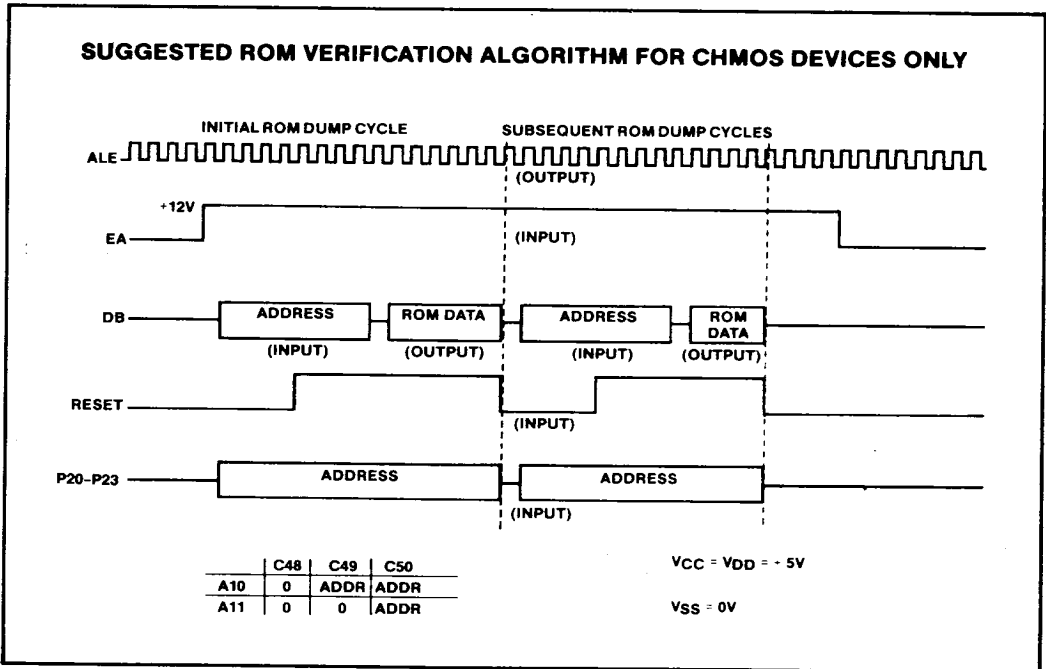 SUGGESTED ROM VERIFICATION ALGORITHM FOR CHMOS DEVICES ONLY
INITIAL ROM DUMP CYCLE SUBSEQUENT ROM DUMP CYCLES
ALE
(OUTPUT)
+12V
EA
(INPUT)
DB ADDRESS ROM DATA ADDRESS ROM DATA
(INPUT) (OUTPUT) (INPUT) (OUTPUT)
RESET
(INPUT)
P20-P23 ADDRESS ADDRESS
(INPUT)
C48 C49 C50
A10 0 ADDR ADDR
A11 0 0 ADDR
VCC = VDD = + 5V
VSS = 0V